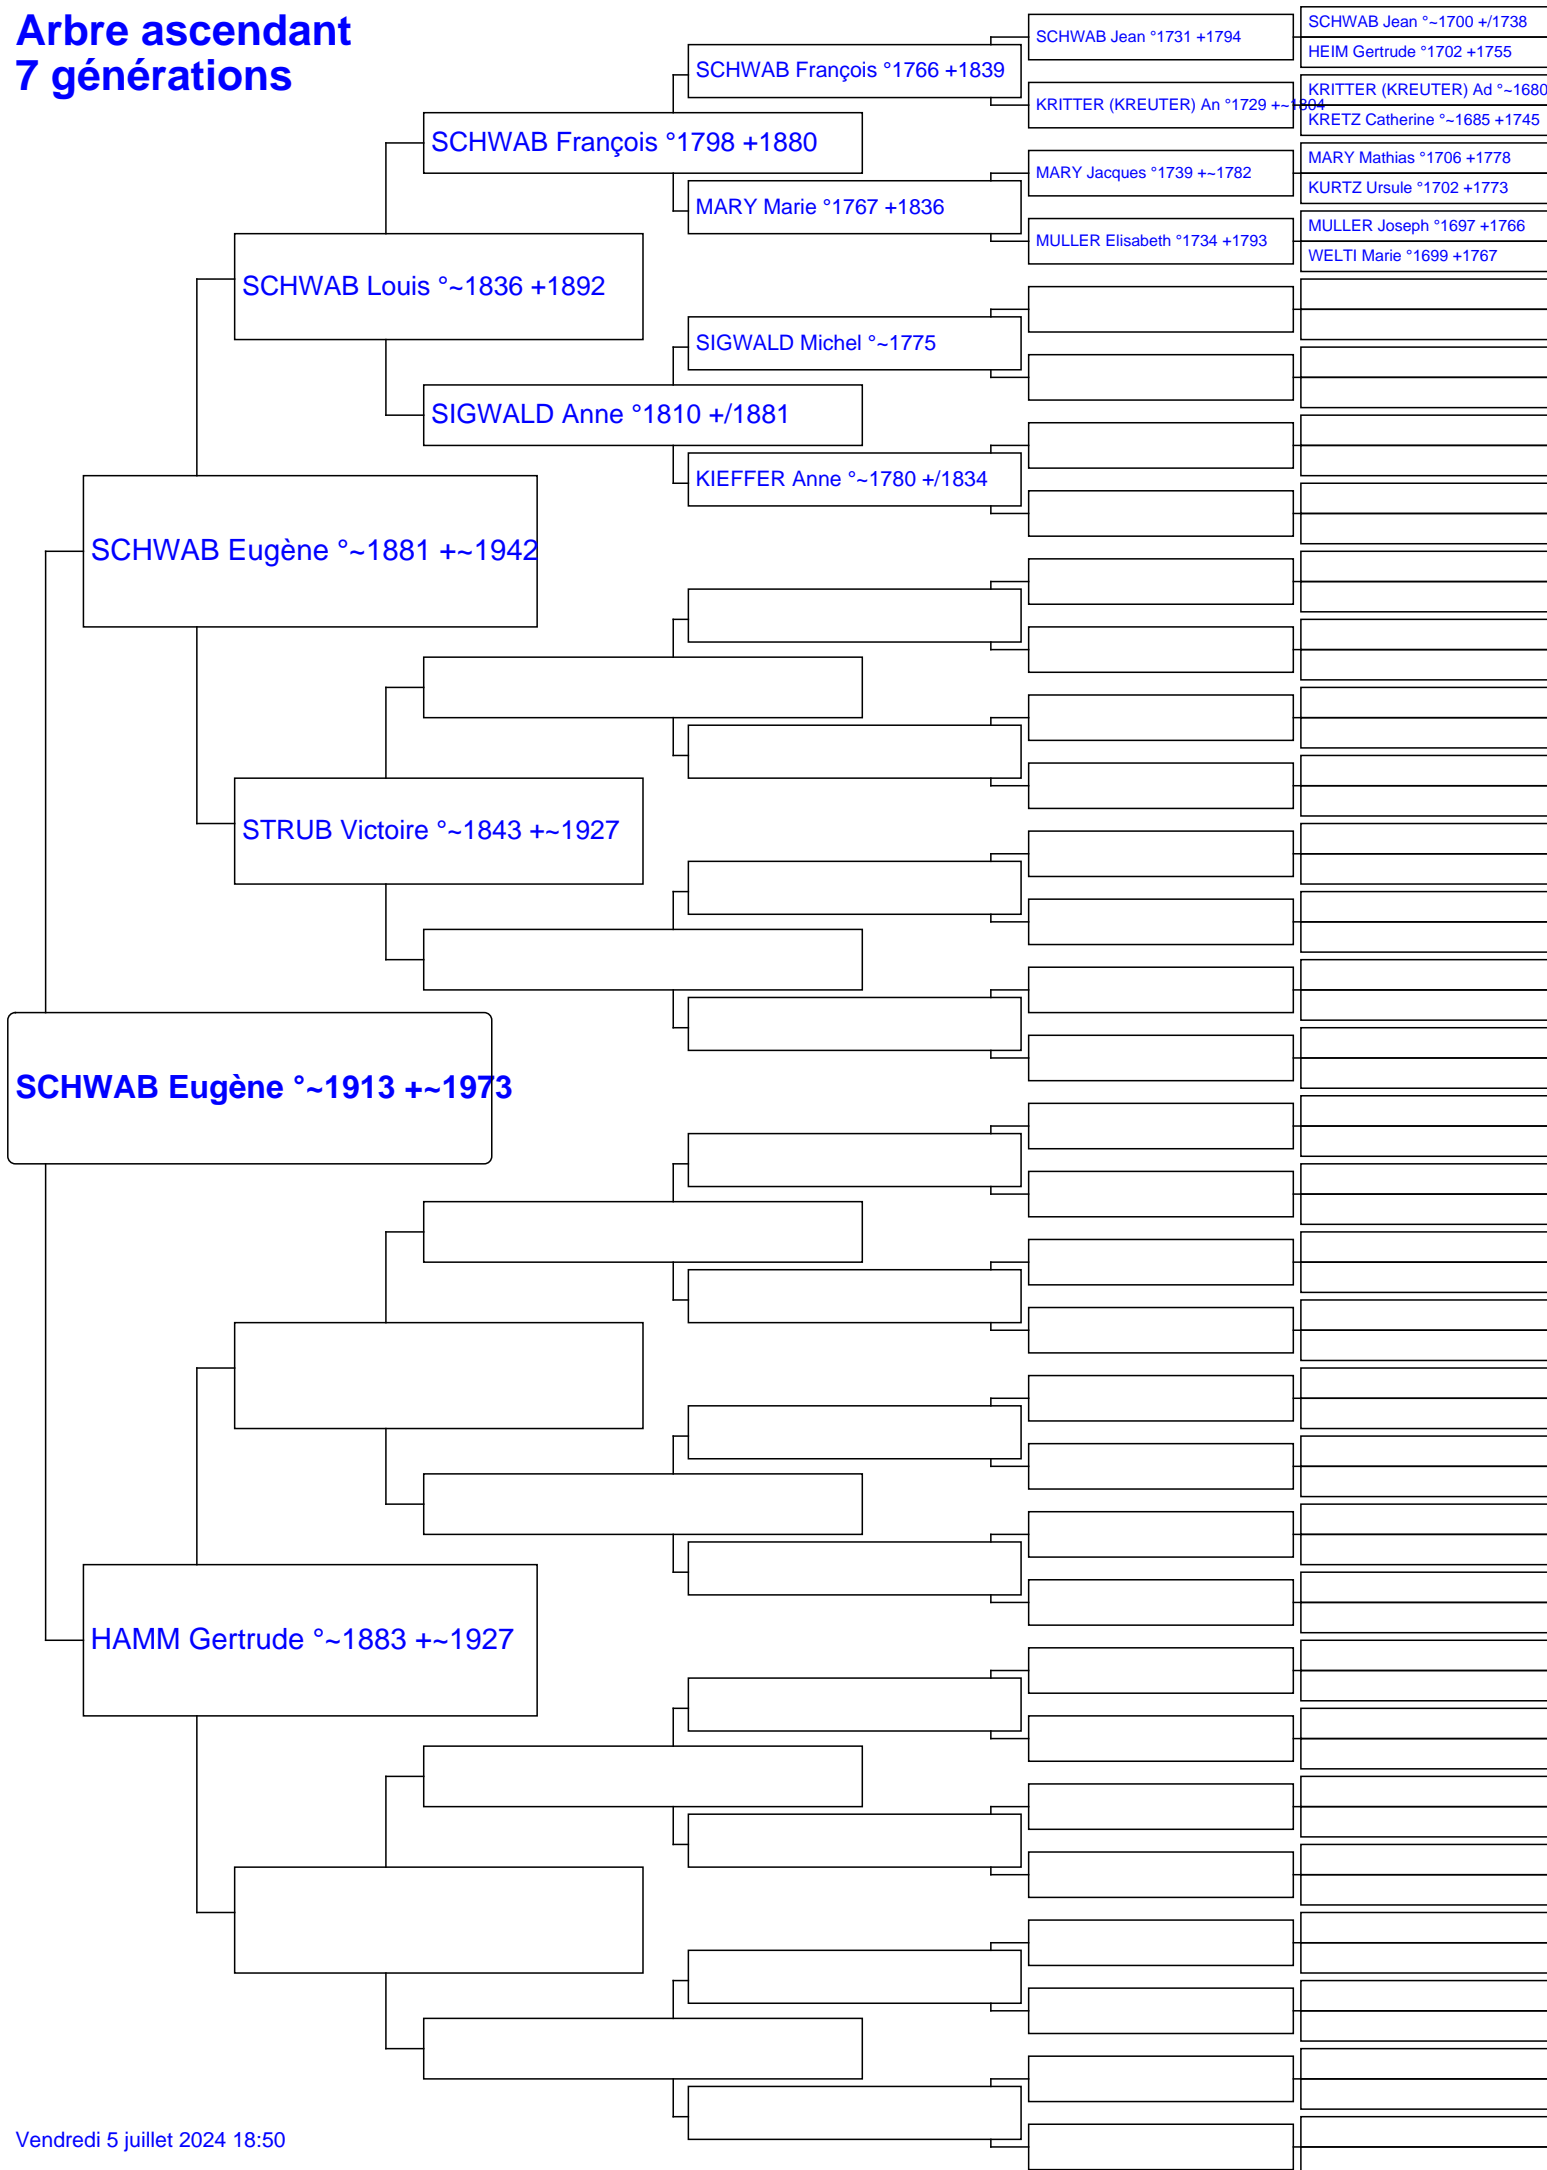 Arbre ascendant
7 générations
SCHWAB Jean °1731 +1794
SCHWAB Jean °~1700 +/1738
HEIM Gertrude °1702 +1755
SCHWAB François °1766 +1839
KRITTER (KREUTER) An °1729 +~1804
KRITTER (KREUTER) Ad °~1680
KRETZ Catherine °~1685 +1745
SCHWAB François °1798 +1880
MARY Jacques °1739 +~1782
MARY Mathias °1706 +1778
KURTZ Ursule °1702 +1773
MARY Marie °1767 +1836
MULLER Elisabeth °1734 +1793
MULLER Joseph °1697 +1766
WELTI Marie °1699 +1767
SCHWAB Louis °~1836 +1892
SIGWALD Michel °~1775
SIGWALD Anne °1810 +/1881
KIEFFER Anne °~1780 +/1834
SCHWAB Eugène °~1881 +~1942
STRUB Victoire °~1843 +~1927
SCHWAB Eugène °~1913 +~1973
HAMM Gertrude °~1883 +~1927
Vendredi 5 juillet 2024 18:50